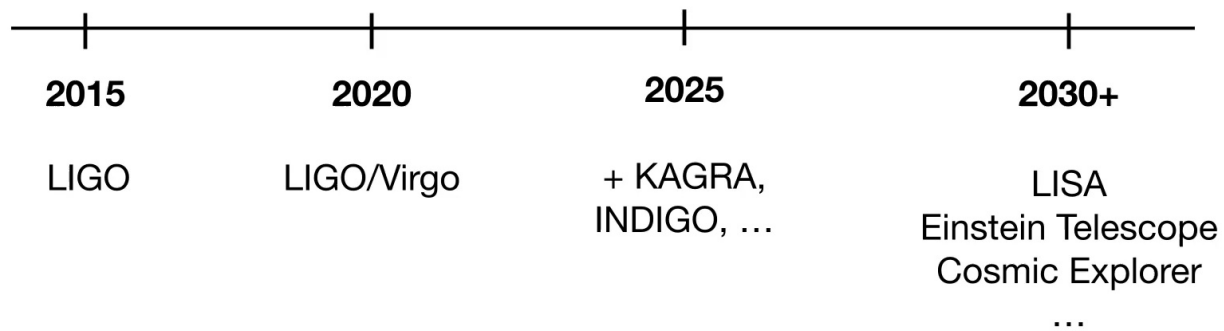 2015 2020 2025 2030+
LIGO LIGO/Virgo + KAGRA, LISA
INDIGO, … Einstein Telescope
Cosmic Explorer
…